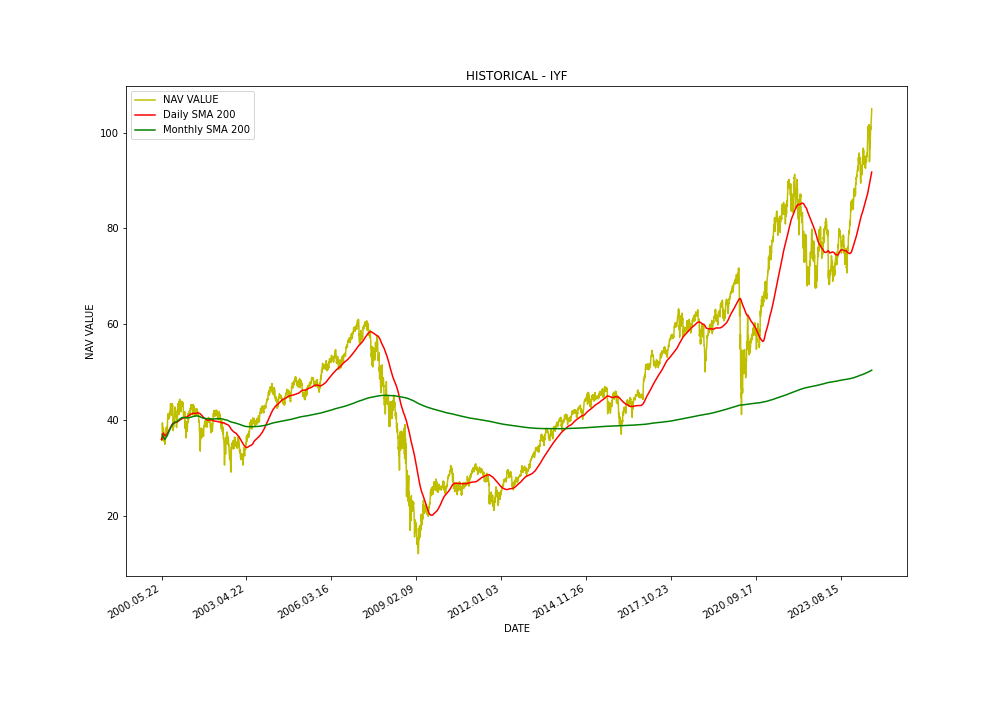 HISTORICAL - IYF
NAV VALUE
Daily SMA 200
Monthly SMA 200
100
80
60
40
20
NAV VALUE
2000.05.22
2003.04.22
2006.03.16
2009.02.09
2012.01.03
2014.11.26
2017.10.23
2020.09.17
2023.08.15
DATE